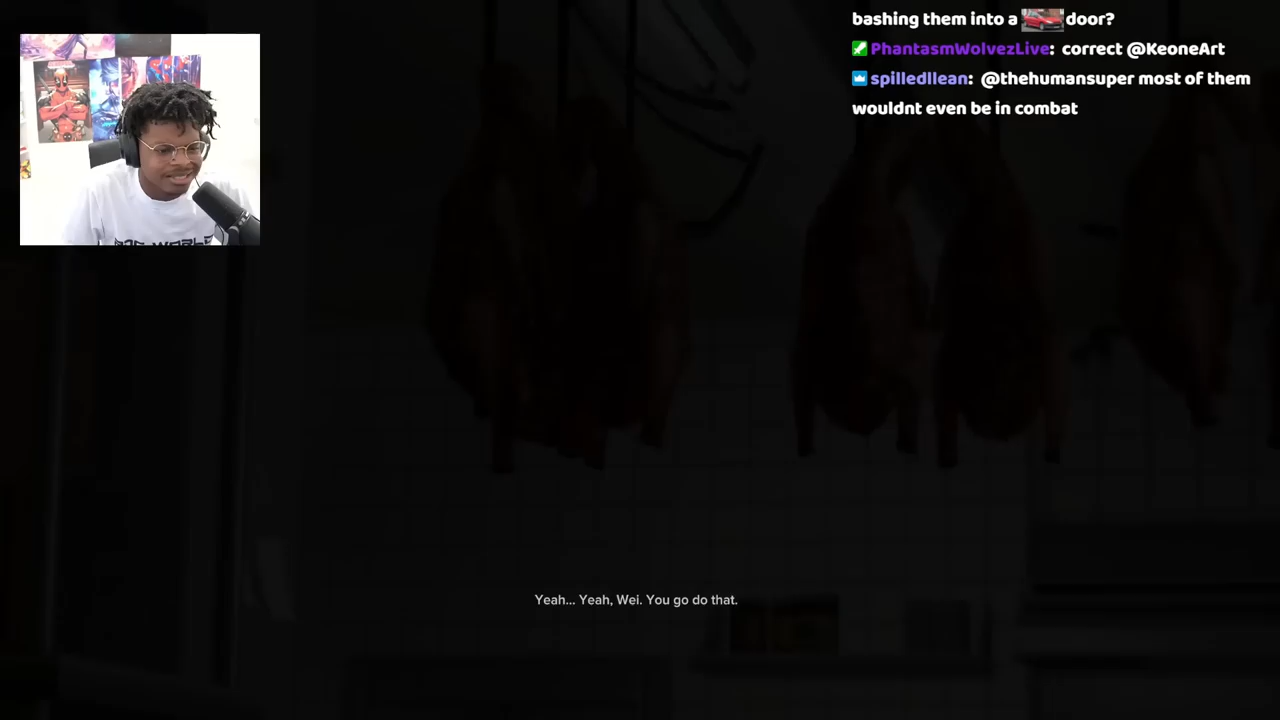 bashing them into a door?
PhantasmWolvezLive: correct @KeoneArt
spilledllean: @thehumansuper most of them
wouldnt even be in combat
Yeah... Yeah, Wei. You go do that.